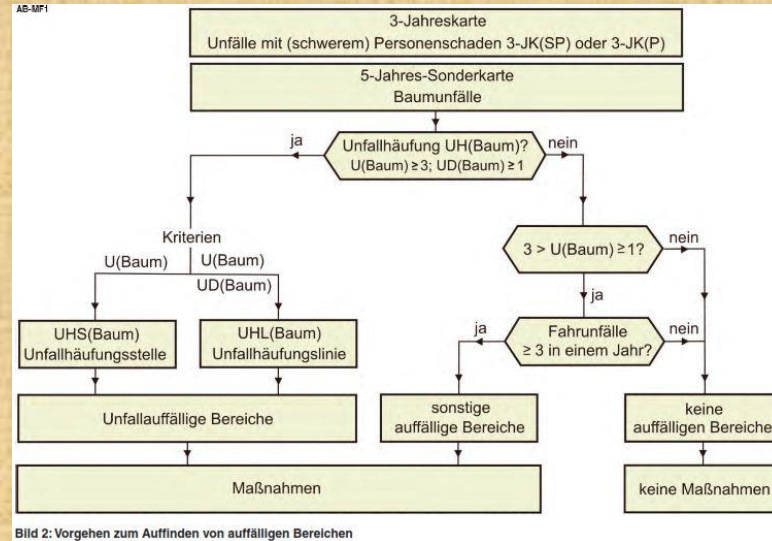 AB-MF1
3-Jahreskarte
Unfälle mit (schwerem) Personenschaden 3-JK(SP) oder 3-JK(P)
5-Jahres-Sonderkarte
Baumunfälle
ja
Unfallhäufung UH(Baum)?
U(Baum) ≥ 3; UD(Baum) ≥ 1
nein
Kriterien
U(Baum)
U(Baum)
UD(Baum)
3 > U(Baum) ≥ 1?
nein
ja
UHS(Baum)
Unfallhäufungsstelle
UHL(Baum)
Unfallhäufungslinie
ja
Fahrunfälle
≥ 3 in einem Jahr?
nein
Unfallauffällige Bereiche
sonstige
auffällige Bereiche
keine
auffälligen Bereiche
Maßnahmen
keine Maßnahmen
Bild 2: Vorgehen zum Auffinden von auffälligen Bereichen